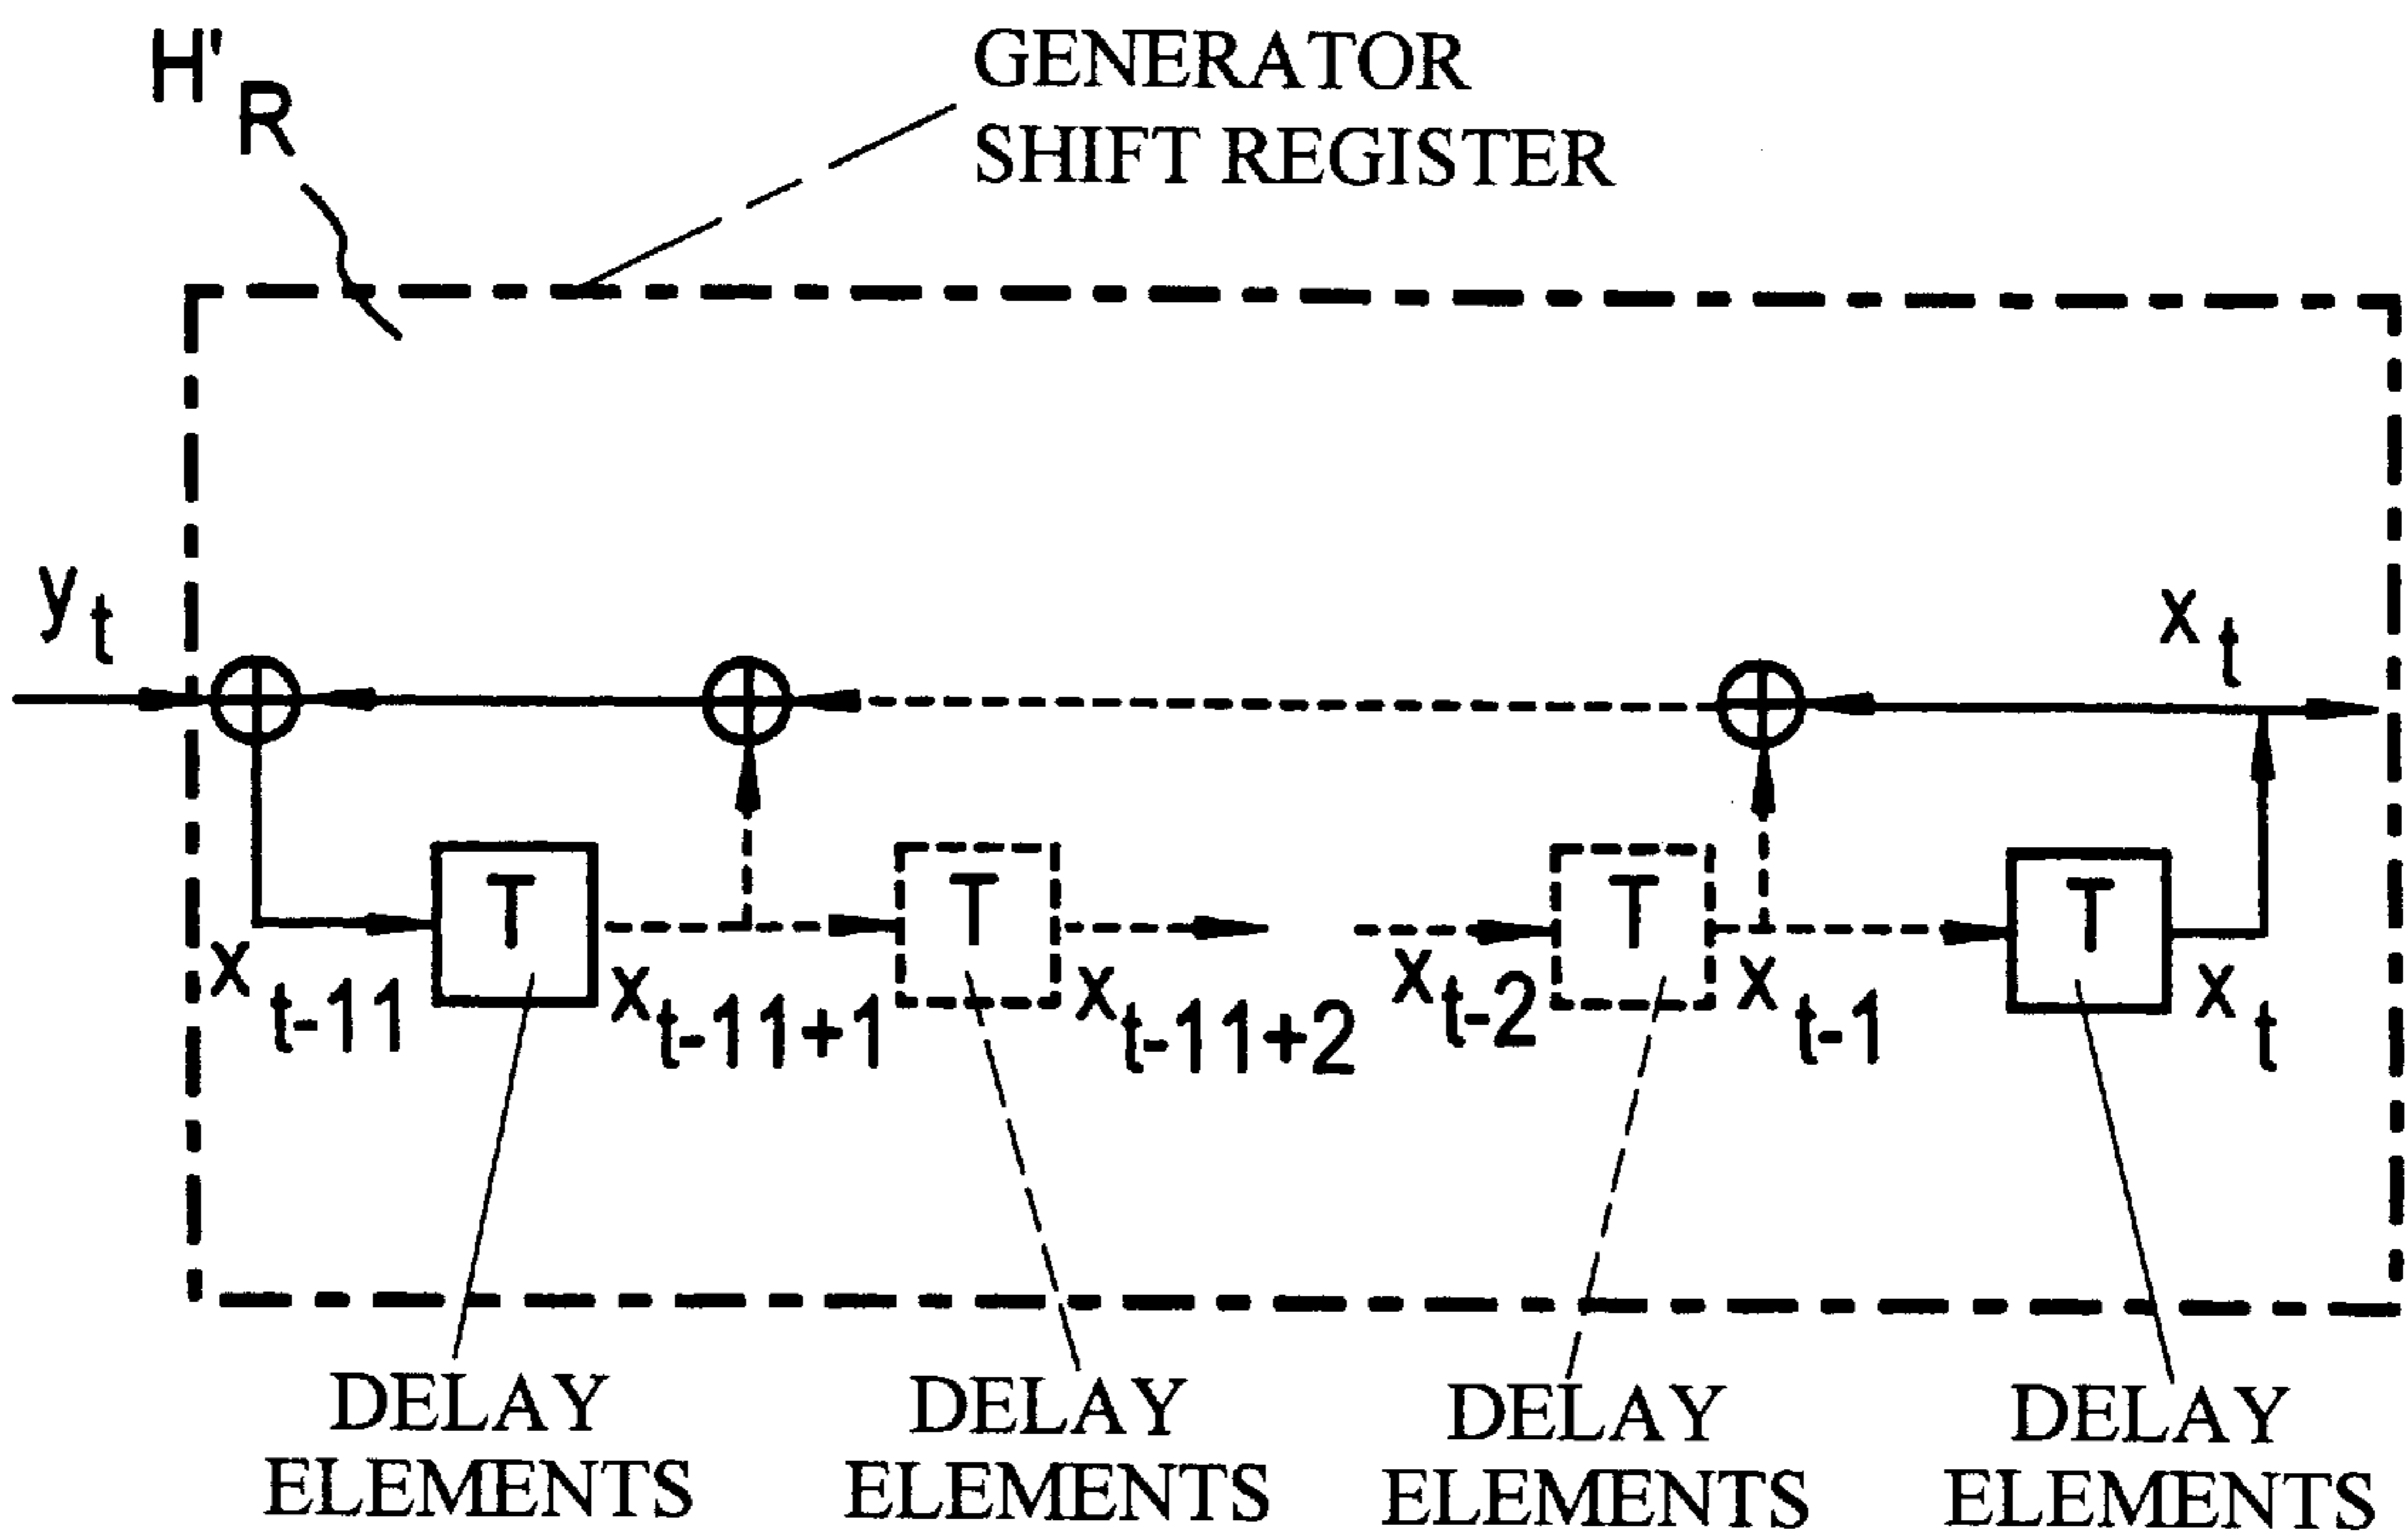 H'R
GENERATOR
SHIFT REGISTER
yt
xt
T
T
T
T
xt-11
xt-11+1
xt-11+2
xt-2
xt-1
xt
DELAY
ELEMENTS
DELAY
ELEMENTS
DELAY
ELEMENTS
DELAY
ELEMENTS